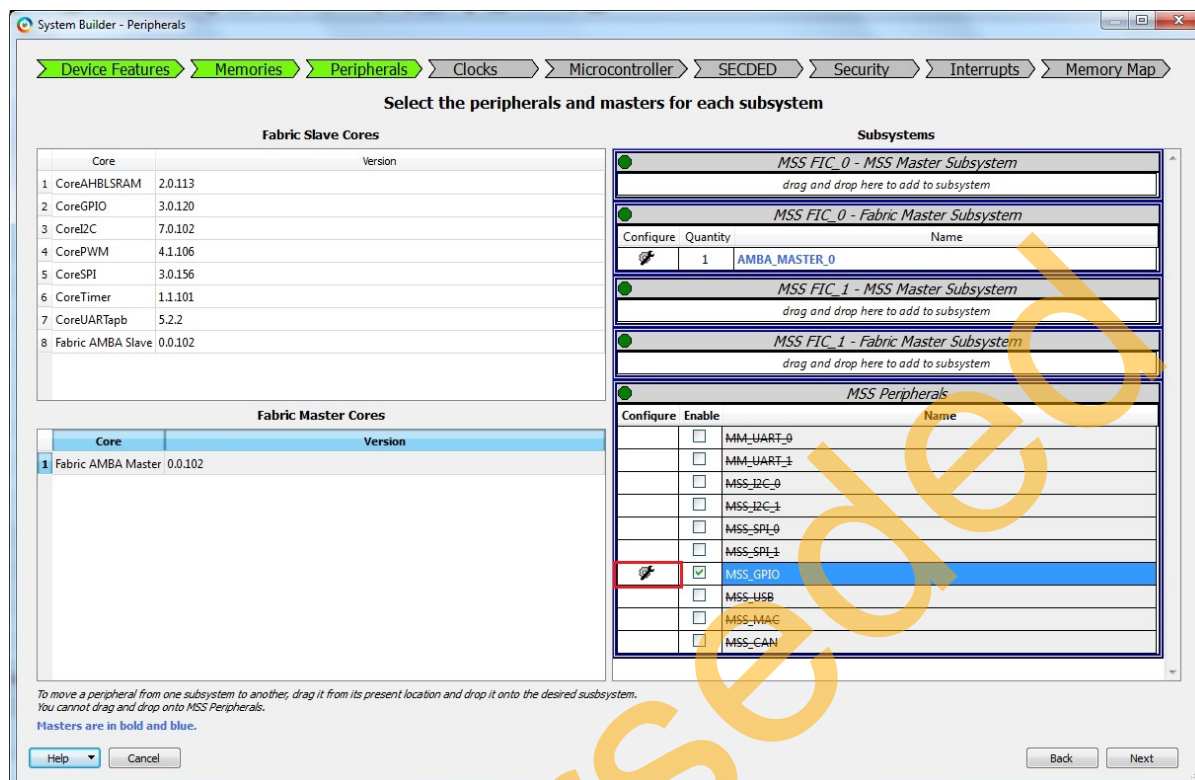 System Builder - Peripherals
Device Features Memories Peripherals Clocks Microcontroller SECDED Security Interrupts Memory Map
Select the peripherals and masters for each subsystem
Fabric Slave Cores
Core Version
1 CoreAHBLSRAM 2.0.113
2 CoreGPIO 3.0.120
3 CoreI2C 7.0.102
4 CorePWM 4.1.106
5 CoreSPI 3.0.156
6 CoreTimer 1.1.101
7 CoreUARTapb 5.2.2
8 Fabric AMBA Slave 0.0.102
Fabric Master Cores
Core Version
1 Fabric AMBA Master 0.0.102
Subsystems
MSS FIC_0 - MSS Master Subsystem
drag and drop here to add to subsystem
MSS FIC_0 - Fabric Master Subsystem
Configure Quantity Name
1 AMBA_MASTER_0
MSS FIC_1 - MSS Master Subsystem
drag and drop here to add to subsystem
MSS FIC_1 - Fabric Master Subsystem
drag and drop here to add to subsystem
MSS Peripherals
Configure Enable Name
MM_UART_0
MM_UART_1
MSS_I2C_0
MSS_I2C_1
MSS_SPI_0
MSS_SPI_1
MSS_GPIO
MSS_USB
MSS_MAC
MSS_CAN
To move a peripheral from one subsystem to another, drag it from its present location and drop it onto the desired susbsystem.
You cannot drag and drop onto MSS Peripherals.
Masters are in bold and blue.
Help Cancel Back Next
seded